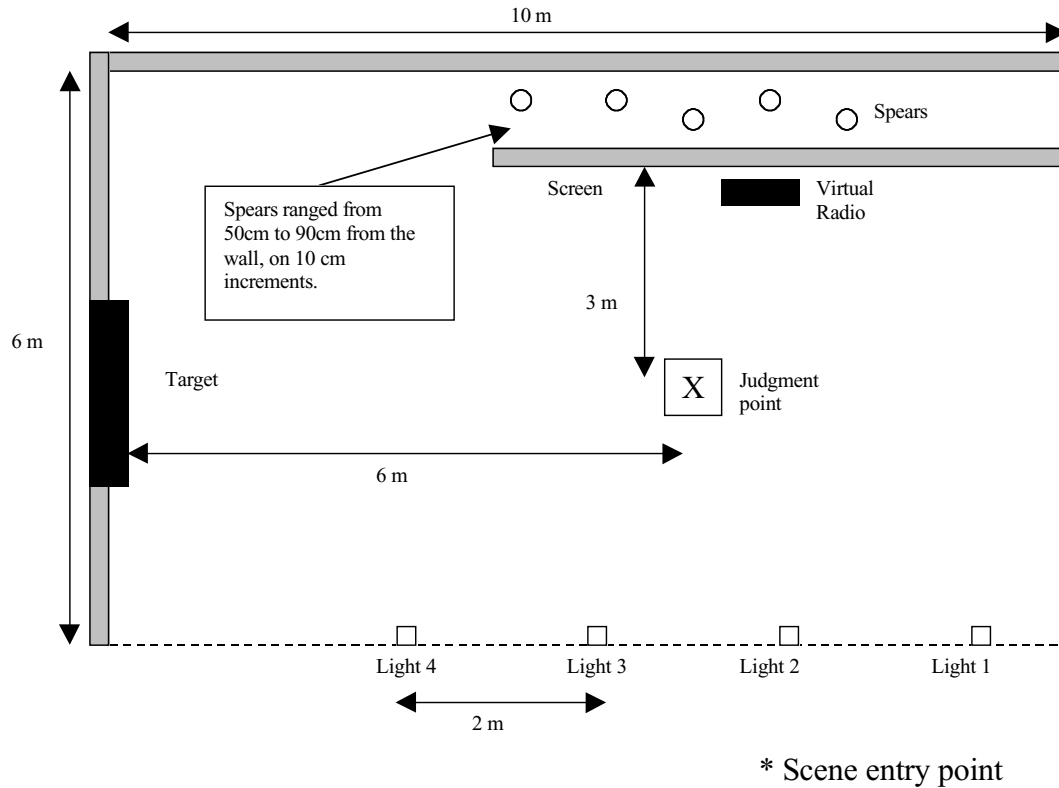 10 m
Spears
Screen
Virtual
Radio
Spears ranged from
50cm to 90cm from the
wall, on 10 cm
increments.
3 m
6 m
Target
X
Judgment
point
6 m
Light 4
Light 3
Light 2
Light 1
2 m
* Scene entry point